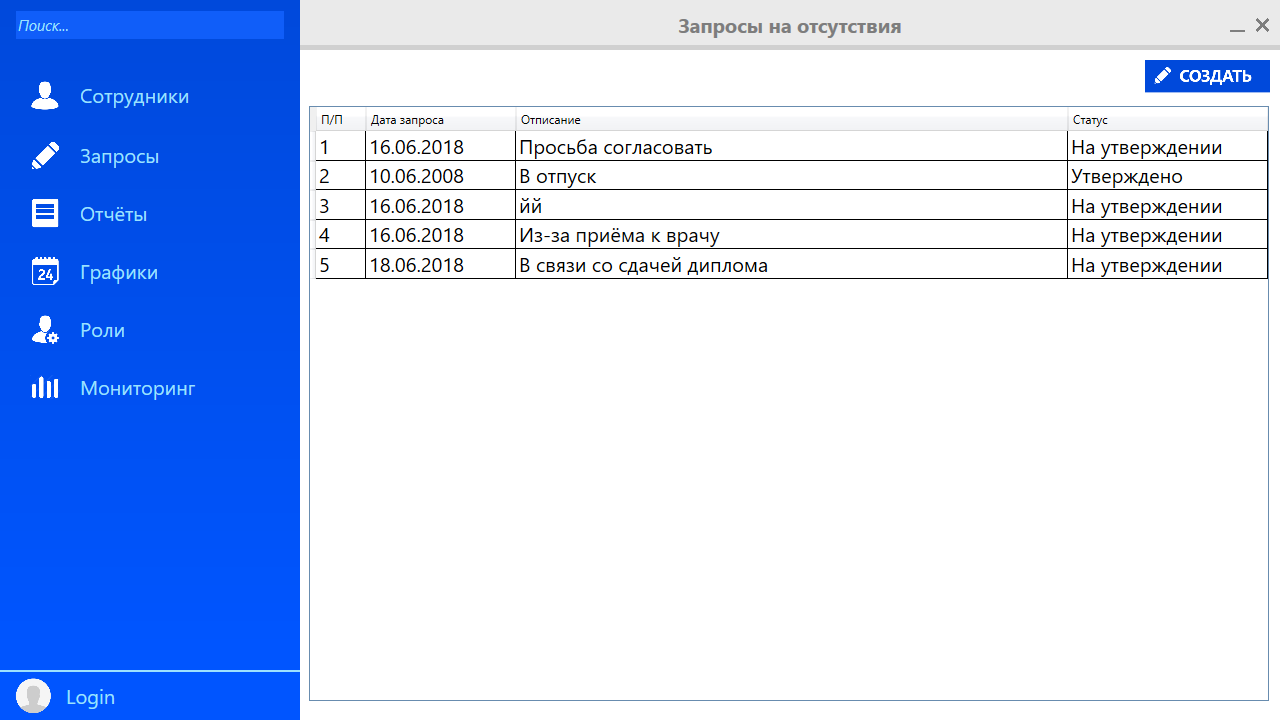 Поиск...
Запросы на отсутствия
Сотрудники
Запросы
Отчёты
24
Графики
Роли
Мониторинг
Login
СОЗДАТЬ
П/П Дата запроса Отписание Статус
1 16.06.2018 Просьба согласовать На утверждении
2 10.06.2008 В отпуск Утверждено
3 16.06.2018 йй На утверждении
4 16.06.2018 Из-за приёма к врачу На утверждении
5 18.06.2018 В связи со сдачей диплома На утверждении